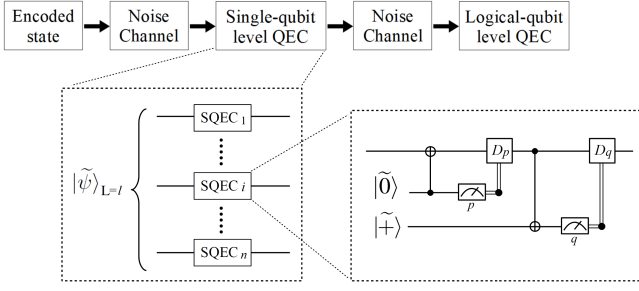 Encoded
state
Noise
Channel
Single-qubit
level QEC
Noise
Channel
Logical-qubit
level QEC
|ψ̃⟩L=l
SQEC 1
SQEC i
SQEC n
|0̃⟩
|+̃⟩
p
Dp
q
Dq